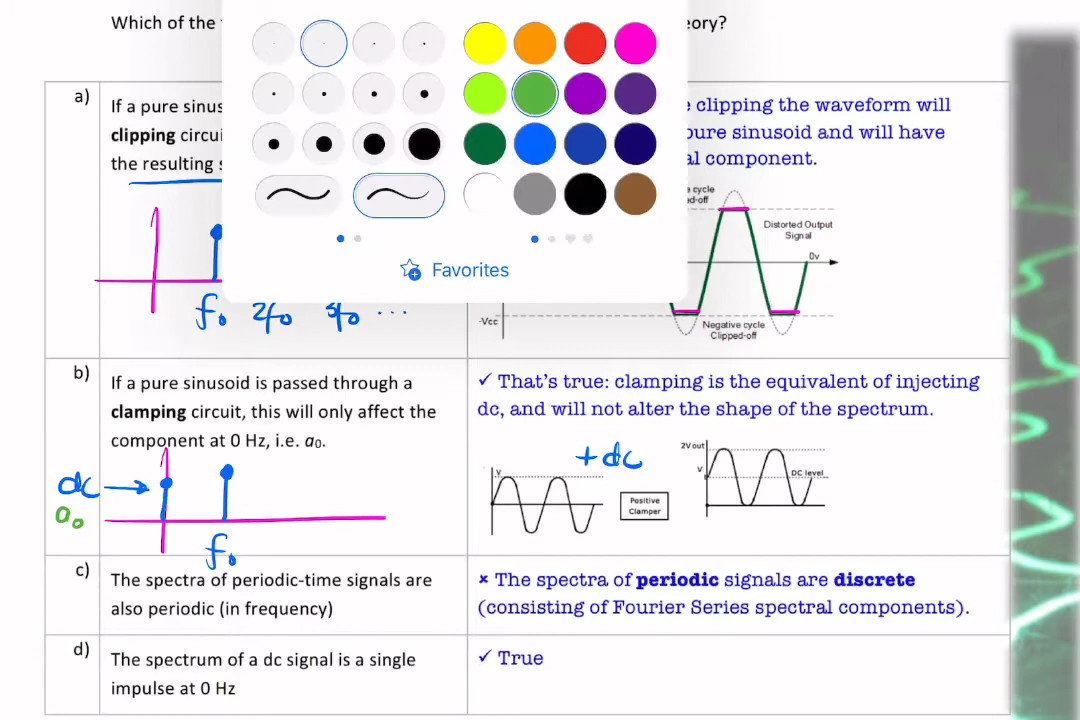 Which of the
eory?
a)
If a pure sinus
clipping circui
the resulting s
clipping the waveform will
pure sinusoid and will have
al component.
Favorites
cycle
d-off
Distorted Output
Signal
0v
-Vcc
Negative cycle
Clipped-off
f₀ 2f₀ 3f₀ ...
b)
If a pure sinusoid is passed through a
clamping circuit, this will only affect the
component at 0 Hz, i.e. a₀.
dc
a₀
f₀
✓ That's true: clamping is the equivalent of injecting
dc, and will not alter the shape of the spectrum.
+dc
V
Positive
Clamper
2V out
V
DC level
c)
The spectra of periodic-time signals are
also periodic (in frequency)
× The spectra of periodic signals are discrete
(consisting of Fourier Series spectral components).
d)
The spectrum of a dc signal is a single
impulse at 0 Hz
✓ True